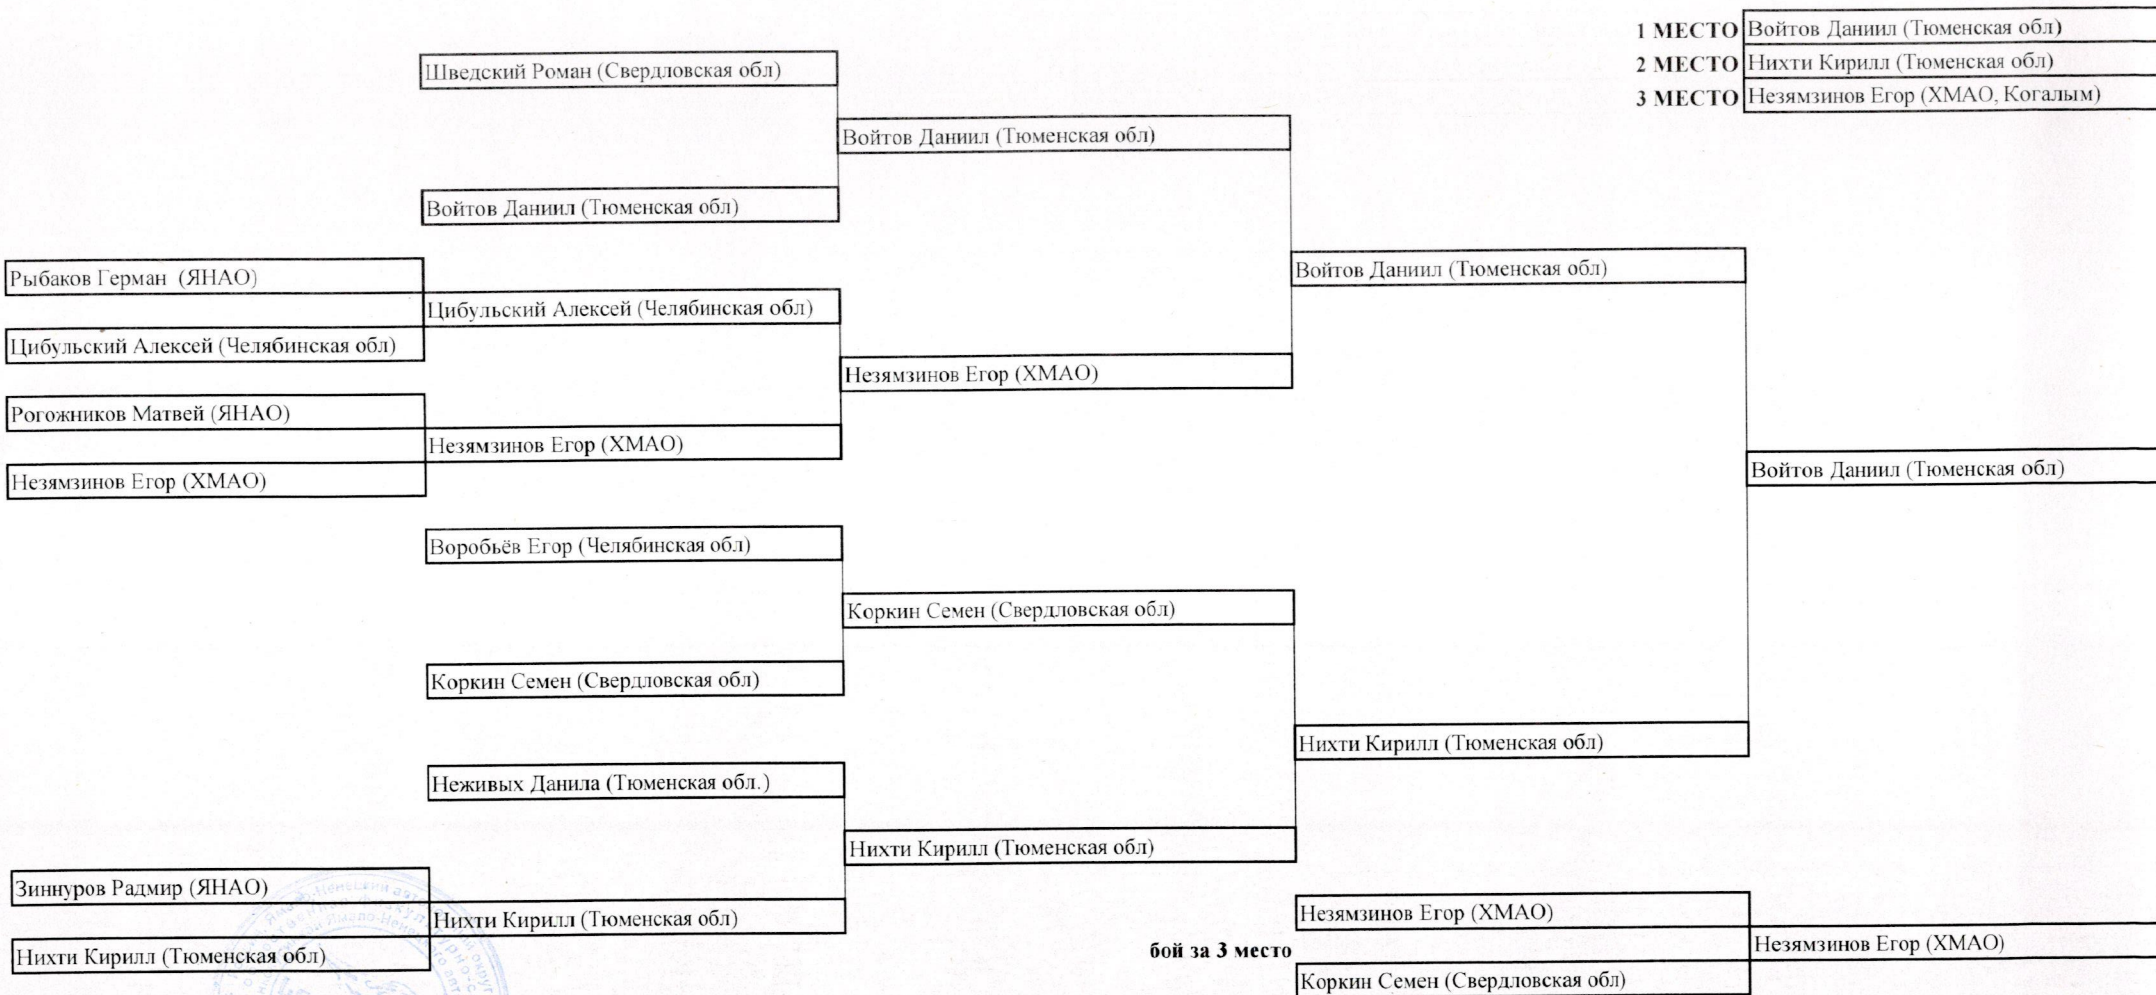 1 МЕСТО Войтов Даниил (Тюменская обл)
2 МЕСТО Нихти Кирилл (Тюменская обл)
3 МЕСТО Незямзинов Егор (ХМАО, Когалым)
Шведский Роман (Свердловская обл)
Войтов Даниил (Тюменская обл)
Войтов Даниил (Тюменская обл)
Рыбаков Герман (ЯНАО)
Войтов Даниил (Тюменская обл)
Цибульский Алексей (Челябинская обл)
Цибульский Алексей (Челябинская обл)
Незямзинов Егор (ХМАО)
Рогожников Матвей (ЯНАО)
Незямзинов Егор (ХМАО)
Незямзинов Егор (ХМАО)
Войтов Даниил (Тюменская обл)
Воробьёв Егор (Челябинская обл)
Коркин Семен (Свердловская обл)
Коркин Семен (Свердловская обл)
Нихти Кирилл (Тюменская обл)
Неживых Данила (Тюменская обл.)
Нихти Кирилл (Тюменская обл)
Зиннуров Радмир (ЯНАО)
Нихти Кирилл (Тюменская обл)
Нихти Кирилл (Тюменская обл)
Незямзинов Егор (ХМАО)
бой за 3 место
Незямзинов Егор (ХМАО)
Коркин Семен (Свердловская обл)